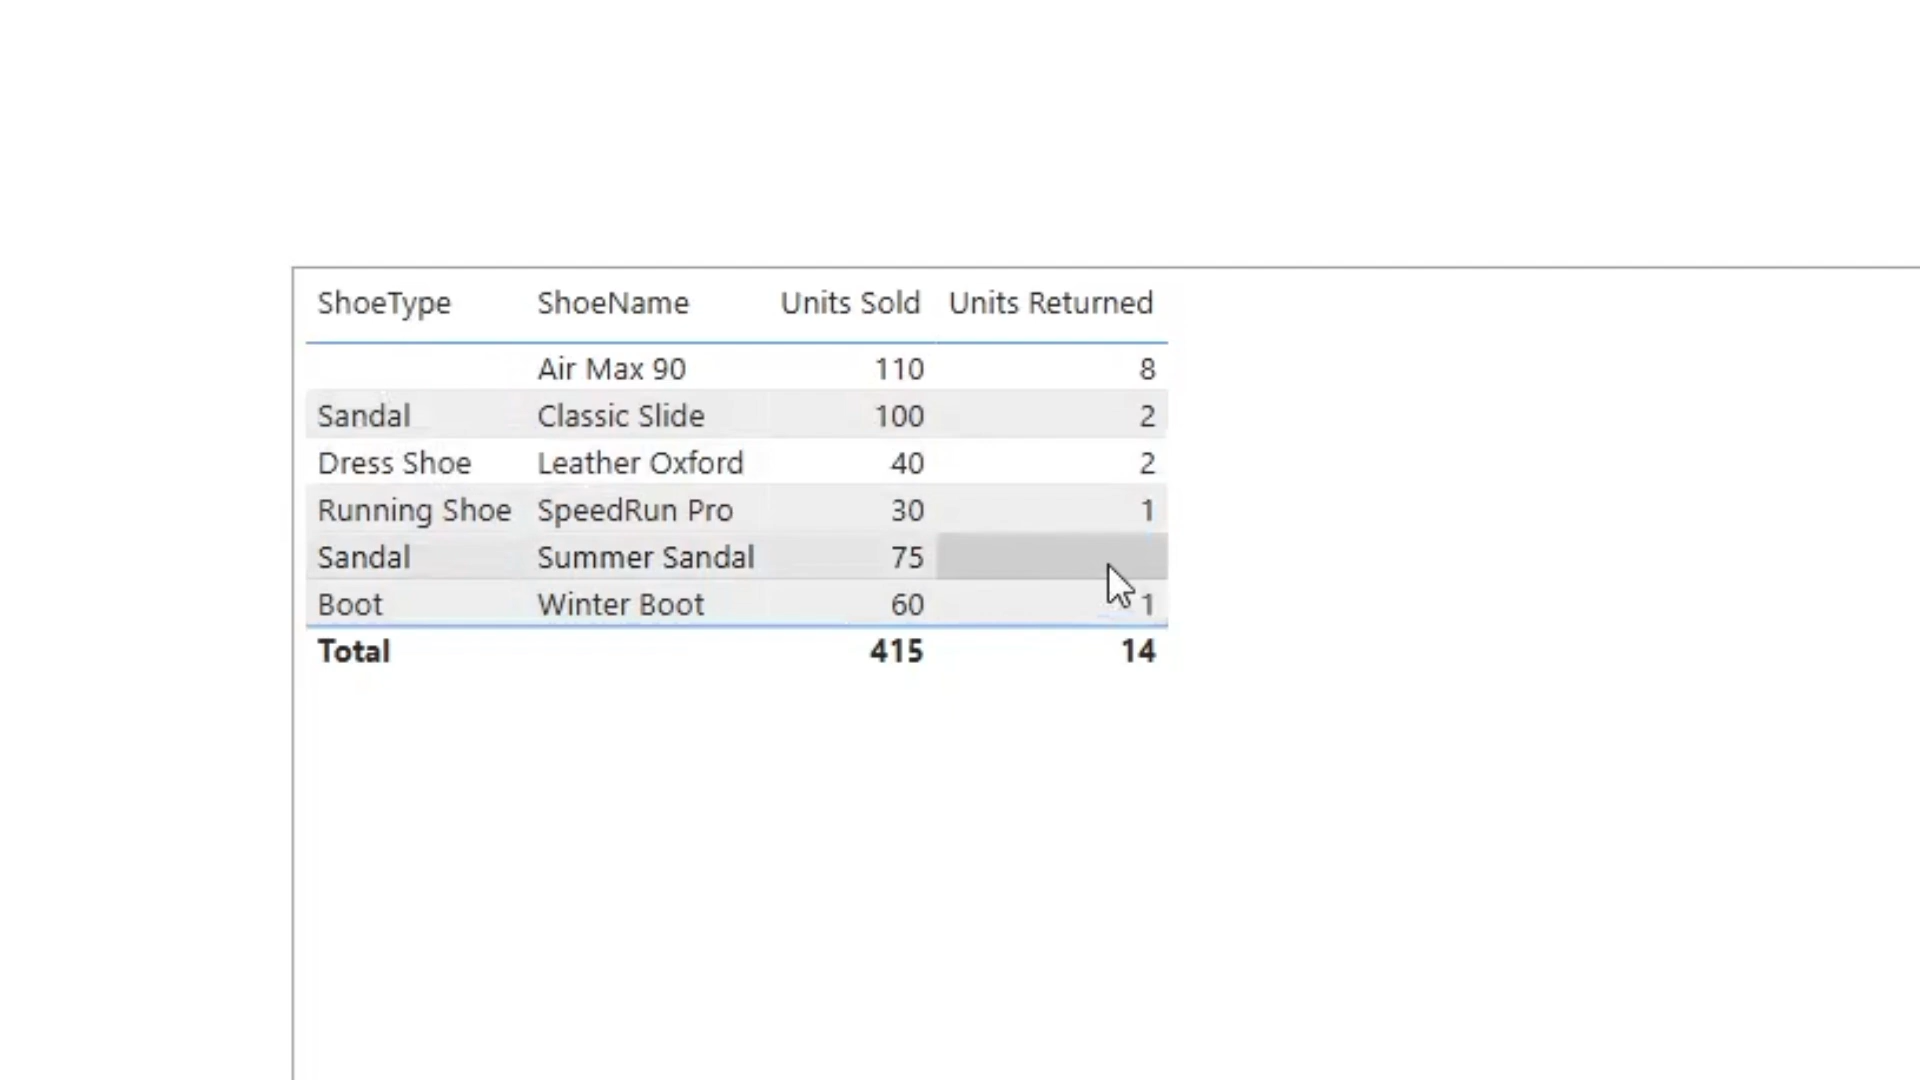 ShoeType ShoeName Units Sold Units Returned
Air Max 90 110 8
Sandal Classic Slide 100 2
Dress Shoe Leather Oxford 40 2
Running Shoe SpeedRun Pro 30 1
Sandal Summer Sandal 75
Boot Winter Boot 60 1
Total 415 14